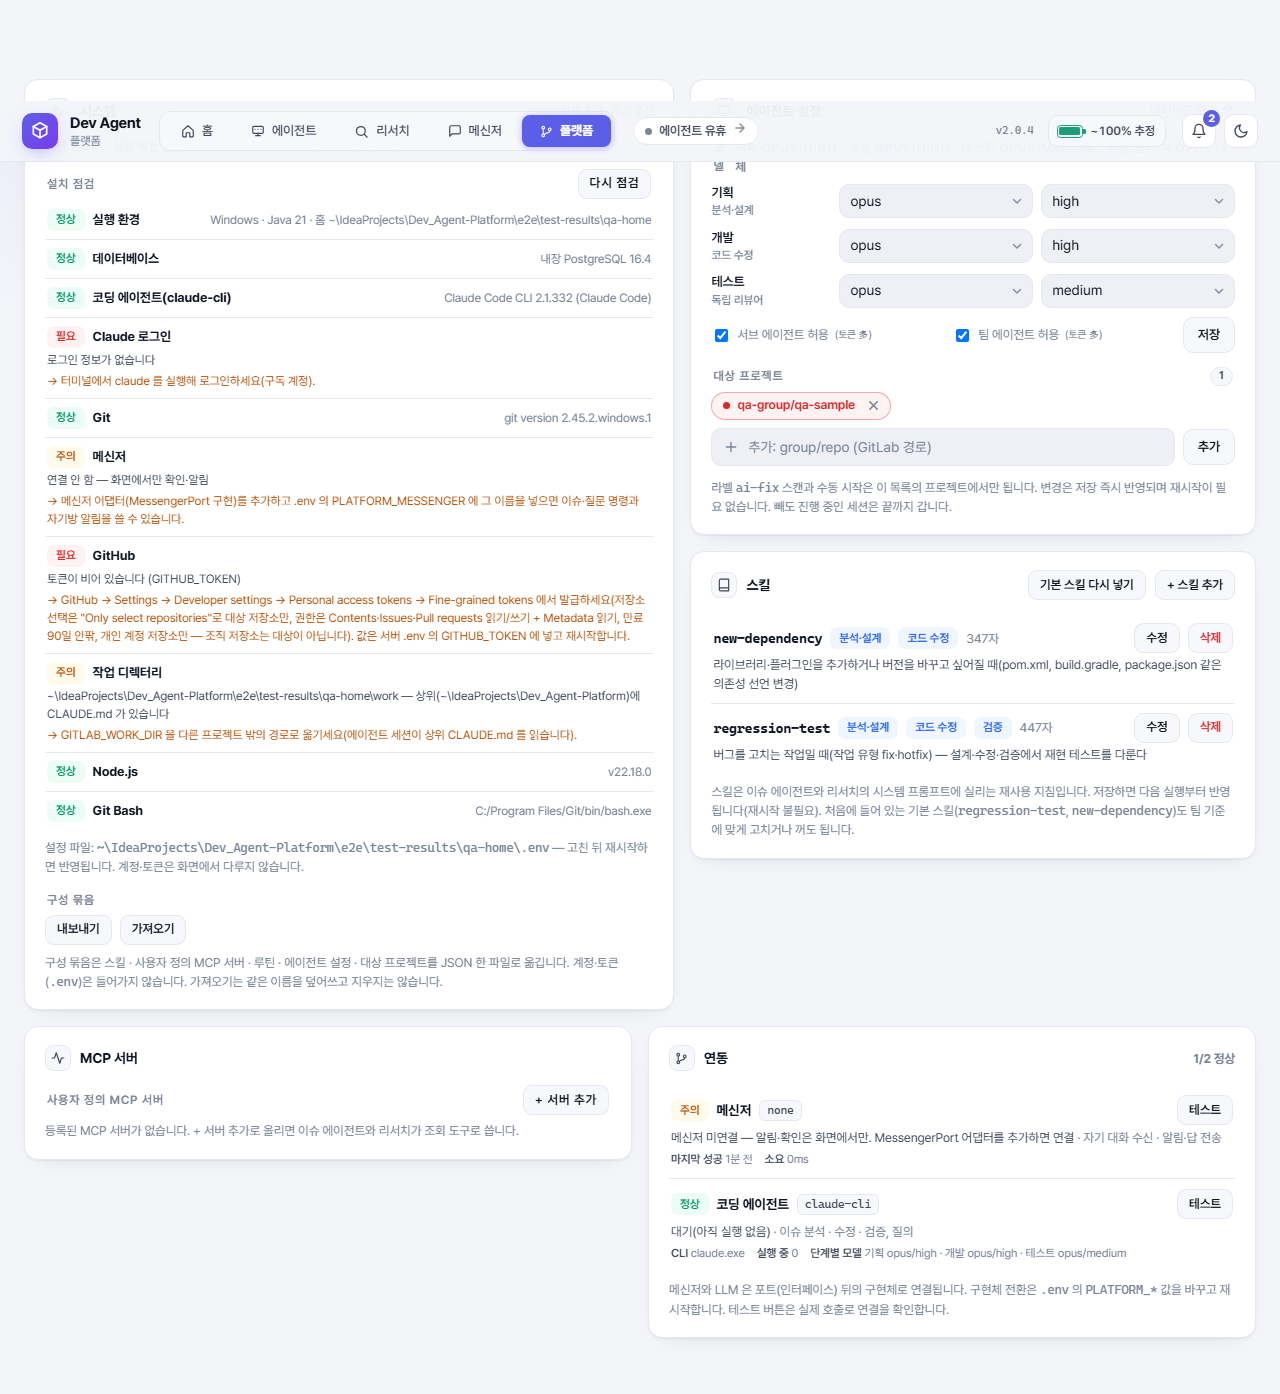 Dev Agent
플랫폼
홈
에이전트
리서치
메신저
플랫폼
에이전트 유휴 →
v2.0.4
~100% 추정
2
시스템
에이전트 설정
설치 점검
다시 점검
정상 실행 환경 Windows · Java 21 · 홈 ~\IdeaProjects\Dev_Agent-Platform\e2e\test-results\qa-home
정상 데이터베이스 내장 PostgreSQL 16.4
정상 코딩 에이전트(claude-cli) Claude Code CLI 2.1.332 (Claude Code)
필요 Claude 로그인
로그인 정보가 없습니다
→ 터미널에서 claude 를 실행해 로그인하세요(구독 계정).
정상 Git git version 2.45.2.windows.1
주의 메신저
연결 안 함 — 화면에서만 확인·알림
→ 메신저 어댑터(MessengerPort 구현)를 추가하고 .env 의 PLATFORM_MESSENGER 에 그 이름을 넣으면 이슈·질문 명령과
자기방 알림을 쓸 수 있습니다.
필요 GitHub
토큰이 비어 있습니다 (GITHUB_TOKEN)
→ GitHub → Settings → Developer settings → Personal access tokens → Fine-grained tokens 에서 발급하세요(저장소
선택은 "Only select repositories"로 대상 저장소만, 권한은 Contents·Issues·Pull requests 읽기/쓰기 + Metadata 읽기, 만료
90일 안팎, 개인 계정 저장소만 — 조직 저장소는 대상이 아닙니다). 값은 서버 .env 의 GITHUB_TOKEN 에 넣고 재시작합니다.
주의 작업 디렉터리
~\IdeaProjects\Dev_Agent-Platform\e2e\test-results\qa-home\work — 상위(~\IdeaProjects\Dev_Agent-Platform)에
CLAUDE.md 가 있습니다
→ GITLAB_WORK_DIR 을 다른 프로젝트 밖의 경로로 옮기세요(에이전트 세션이 상위 CLAUDE.md 를 읽습니다).
정상 Node.js v22.18.0
정상 Git Bash C:/Program Files/Git/bin/bash.exe
설정 파일: ~\IdeaProjects\Dev_Agent-Platform\e2e\test-results\qa-home\.env — 고친 뒤 재시작하
면 반영됩니다. 계정·토큰은 화면에서 다루지 않습니다.
구성 묶음
내보내기 가져오기
구성 묶음은 스킬 · 사용자 정의 MCP 서버 · 루틴 · 에이전트 설정 · 대상 프로젝트를 JSON 한 파일로 옮깁니다. 계정·토큰
(.env)은 들어가지 않습니다. 가져오기는 같은 이름을 덮어쓰고 지우지는 않습니다.
델 체
기획 opus high
분석·설계
개발 opus high
코드 수정
테스트 opus medium
독립 리뷰어
서브 에이전트 허용 (토큰 多) 팀 에이전트 허용 (토큰 多) 저장
대상 프로젝트 1
qa-group/qa-sample
추가: group/repo (GitLab 경로) 추가
라벨 ai-fix 스캔과 수동 시작은 이 목록의 프로젝트에서만 됩니다. 변경은 저장 즉시 반영되며 재시작이 필
요 없습니다. 빼도 진행 중인 세션은 끝까지 갑니다.
스킬 기본 스킬 다시 넣기 + 스킬 추가
new-dependency 분석·설계 코드 수정 347자 수정 삭제
라이브러리·플러그인을 추가하거나 버전을 바꾸고 싶어질 때(pom.xml, build.gradle, package.json 같은
의존성 선언 변경)
regression-test 분석·설계 코드 수정 검증 447자 수정 삭제
버그를 고치는 작업일 때(작업 유형 fix·hotfix) — 설계·수정·검증에서 재현 테스트를 다룬다
스킬은 이슈 에이전트와 리서치의 시스템 프롬프트에 실리는 재사용 지침입니다. 저장하면 다음 실행부터 반영
됩니다(재시작 불필요). 처음에 들어 있는 기본 스킬(regression-test, new-dependency)도 팀 기준
에 맞게 고치거나 꺼도 됩니다.
MCP 서버
사용자 정의 MCP 서버 + 서버 추가
등록된 MCP 서버가 없습니다. + 서버 추가로 올리면 이슈 에이전트와 리서치가 조회 도구로 씁니다.
연동 1/2 정상
주의 메신저 none 테스트
메신저 미연결 — 알림·확인은 화면에서만. MessengerPort 어댑터를 추가하면 연결 · 자기 대화 수신 · 알림·답 전송
마지막 성공 1분 전 소요 0ms
정상 코딩 에이전트 claude-cli 테스트
대기(아직 실행 없음) · 이슈 분석 · 수정 · 검증, 질의
CLI claude.exe 실행 중 0 단계별 모델 기획 opus/high · 개발 opus/high · 테스트 opus/medium
메신저와 LLM 은 포트(인터페이스) 뒤의 구현체로 연결됩니다. 구현체 전환은 .env 의 PLATFORM_* 값을 바꾸고 재
시작합니다. 테스트 버튼은 실제 호출로 연결을 확인합니다.